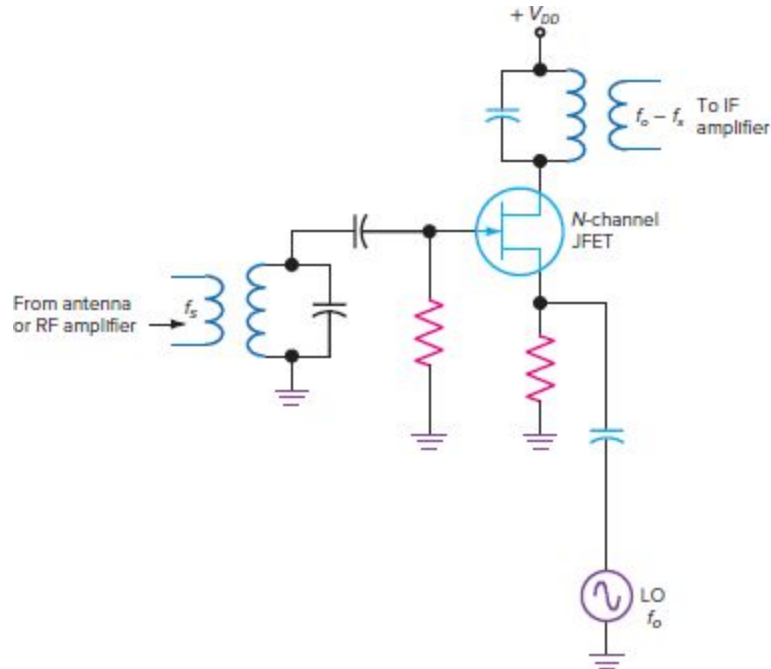 + V_DD
f_o – f_s
To IF
amplifier
N-channel
JFET
From antenna
or RF amplifier
f_s
LO
f_o